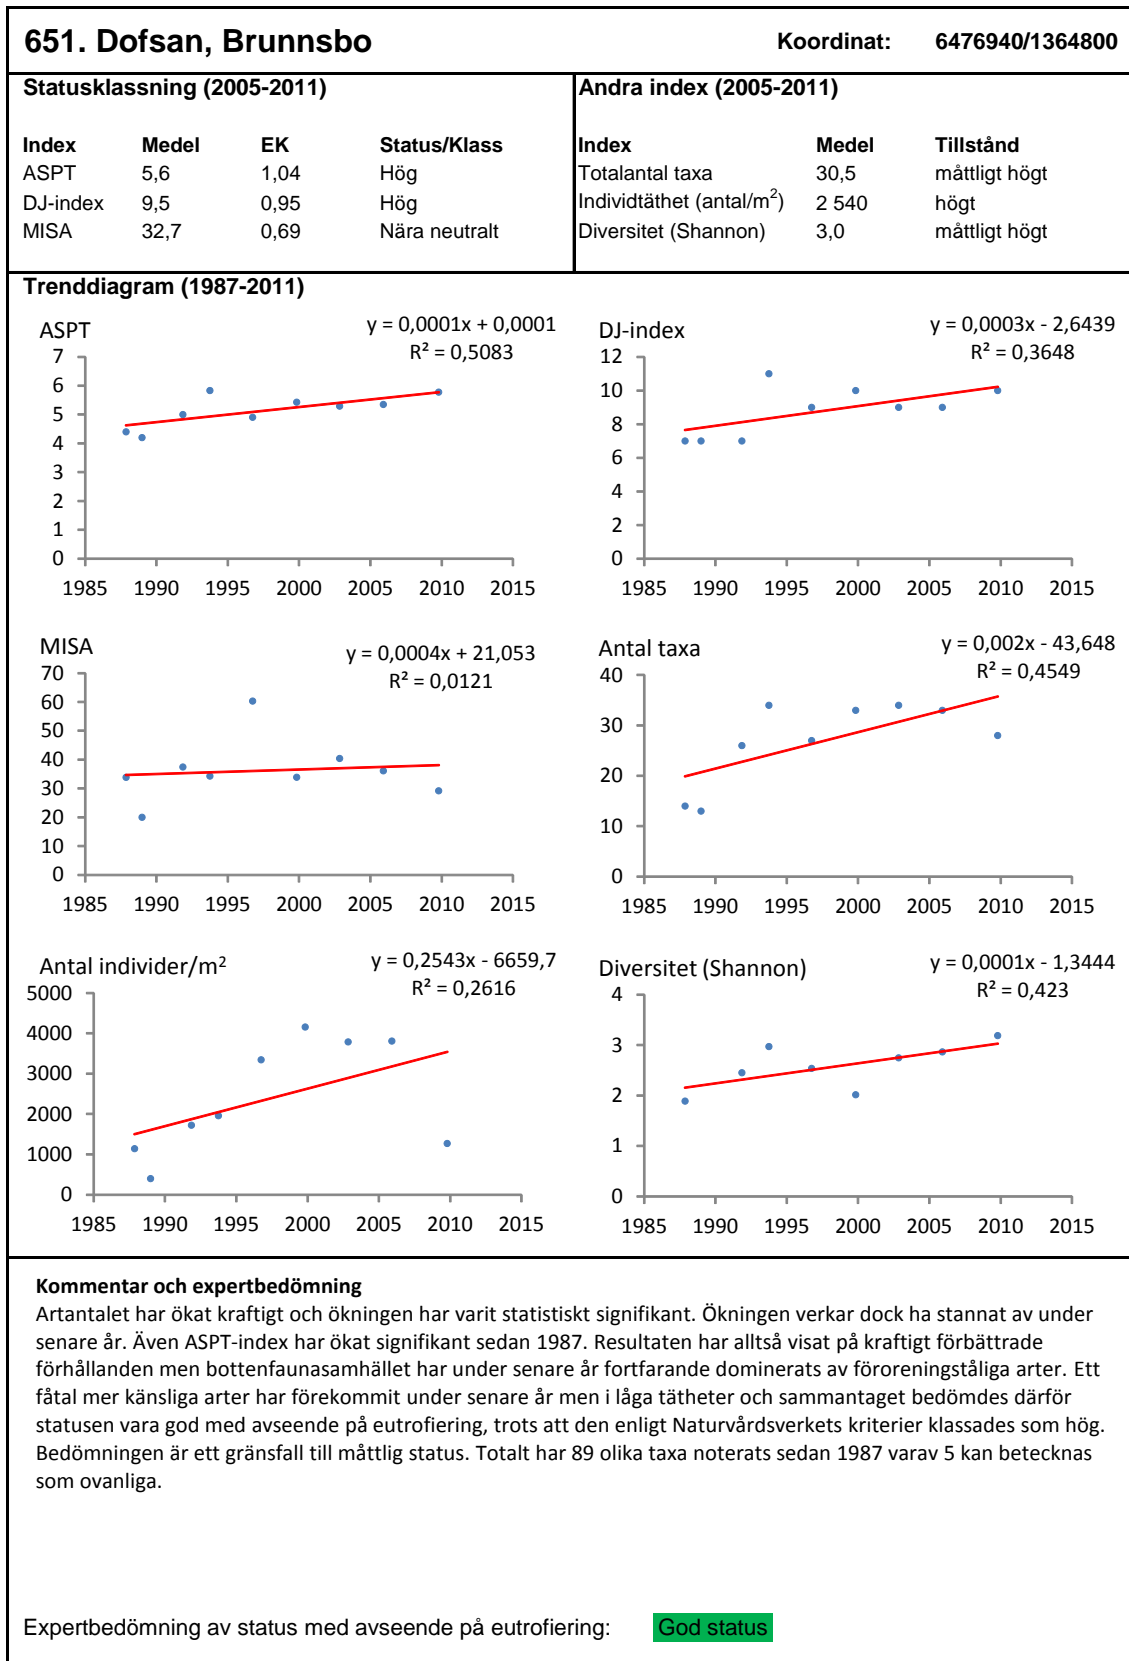 651. Dofsan, Brunnsbo Koordinat: 6476940/1364800
Statusklassning (2005-2011)
Index Medel EK Status/Klass
ASPT 5,6 1,04 Hög
DJ-index 9,5 0,95 Hög
MISA 32,7 0,69 Nära neutralt
Andra index (2005-2011)
Index Medel Tillstånd
Totalantal taxa 30,5 måttligt högt
Individtäthet (antal/m²) 2 540 högt
Diversitet (Shannon) 3,0 måttligt högt
Trenddiagram (1987-2011)
ASPT
y = 0,0001x + 0,0001
R² = 0,5083
7
6
5
4
3
2
1
0
1985 1990 1995 2000 2005 2010 2015
DJ-index
y = 0,0003x - 2,6439
R² = 0,3648
12
10
8
6
4
2
0
1985 1990 1995 2000 2005 2010 2015
MISA
y = 0,0004x + 21,053
R² = 0,0121
70
60
50
40
30
20
10
0
1985 1990 1995 2000 2005 2010 2015
Antal taxa
y = 0,002x - 43,648
R² = 0,4549
40
30
20
10
0
1985 1990 1995 2000 2005 2010 2015
Antal individer/m²
y = 0,2543x - 6659,7
R² = 0,2616
5000
4000
3000
2000
1000
0
1985 1990 1995 2000 2005 2010 2015
Diversitet (Shannon)
y = 0,0001x - 1,3444
R² = 0,423
4
3
2
1
0
1985 1990 1995 2000 2005 2010 2015
Kommentar och expertbedömning
Artantalet har ökat kraftigt och ökningen har varit statistiskt signifikant. Ökningen verkar dock ha stannat av under
senare år. Även ASPT-index har ökat signifikant sedan 1987. Resultaten har alltså visat på kraftigt förbättrade
förhållanden men bottenfaunasamhället har under senare år fortfarande dominerats av föroreningståliga arter. Ett
fåtal mer känsliga arter har förekommit under senare år men i låga tätheter och sammantaget bedömdes därför
statusen vara god med avseende på eutrofiering, trots att den enligt Naturvårdsverkets kriterier klassades som hög.
Bedömningen är ett gränsfall till måttlig status. Totalt har 89 olika taxa noterats sedan 1987 varav 5 kan betecknas
som ovanliga.
Expertbedömning av status med avseende på eutrofiering: God status